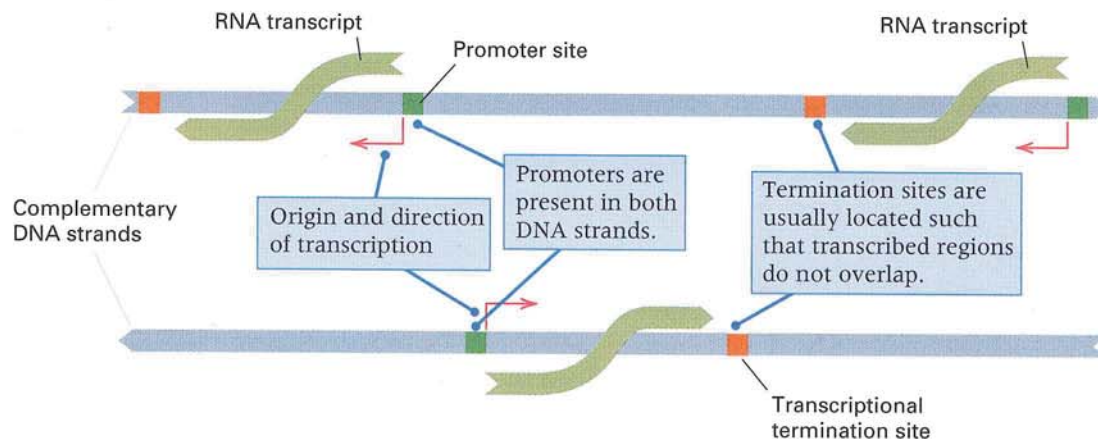 RNA transcript
Promoter site
RNA transcript
Complementary
DNA strands
Origin and direction
of transcription
Promoters are
present in both
DNA strands.
Termination sites are
usually located such
that transcribed regions
do not overlap.
Transcriptional
termination site